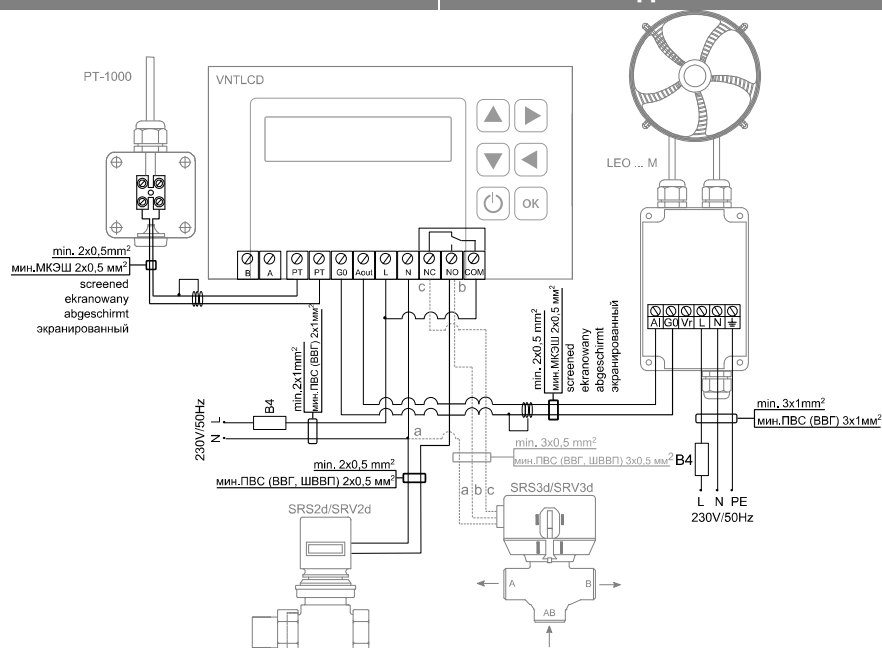 PT-1000
VNTLCD
OK
LEO ... M
min. 2x0,5mm²
мин.МКЭШ 2x0,5 мм²
screened
ekranowany
abgeschirmt
экранированный
B A PT PT G0 Aout L N NC NO COM
c b
AI G0 Vr L N
min.2x1mm²
мин.ПВС (ВВГ) 2x1мм²
min. 2x0,5 mm²
мин.МКЭШ 2x0,5 мм²
screened
ekranowany
abgeschirmt
экранированный
min. 3x1mm²
мин.ПВС (ВВГ) 3x1мм²
230V/50Hz
L
N
B4
a
min. 2x0,5 mm²
мин.ПВС (ВВГ, ШВВП) 2x0,5 мм²
min. 3x0,5 mm²
мин.ПВС (ВВГ, ШВВП) 3x0,5 мм²
B4
L N PE
230V/50Hz
a b c
SRS3d/SRV3d
SRS2d/SRV2d
A B
AB